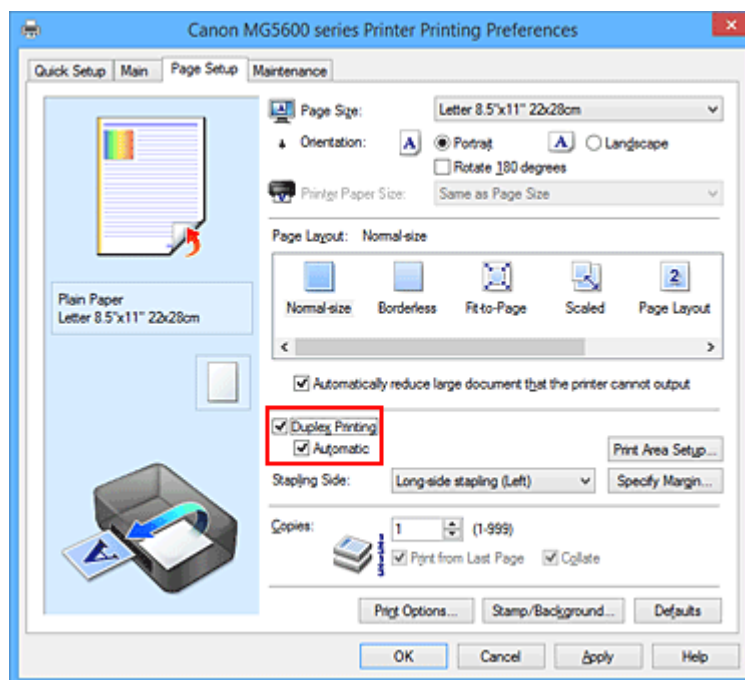 Canon MG5600 series Printer Printing Preferences
Quick Setup Main Page Setup Maintenance
Page Size: Letter 8.5"x11" 22x28cm
Orientation: A Portrait A Landscape
Rotate 180 degrees
Printer Paper Size: Same as Page Size
Page Layout: Normal-size
2
Normal-size Borderless Fit-to-Page Scaled Page Layout
Plain Paper
Letter 8.5"x11" 22x28cm
Automatically reduce large document that the printer cannot output
Duplex Printing
Automatic
Print Area Setup...
Stapling Side: Long-side stapling (Left) Specify Margin...
Copies: 1 (1-999)
Print from Last Page Collate
A
Print Options... Stamp/Background... Defaults
OK Cancel Apply Help